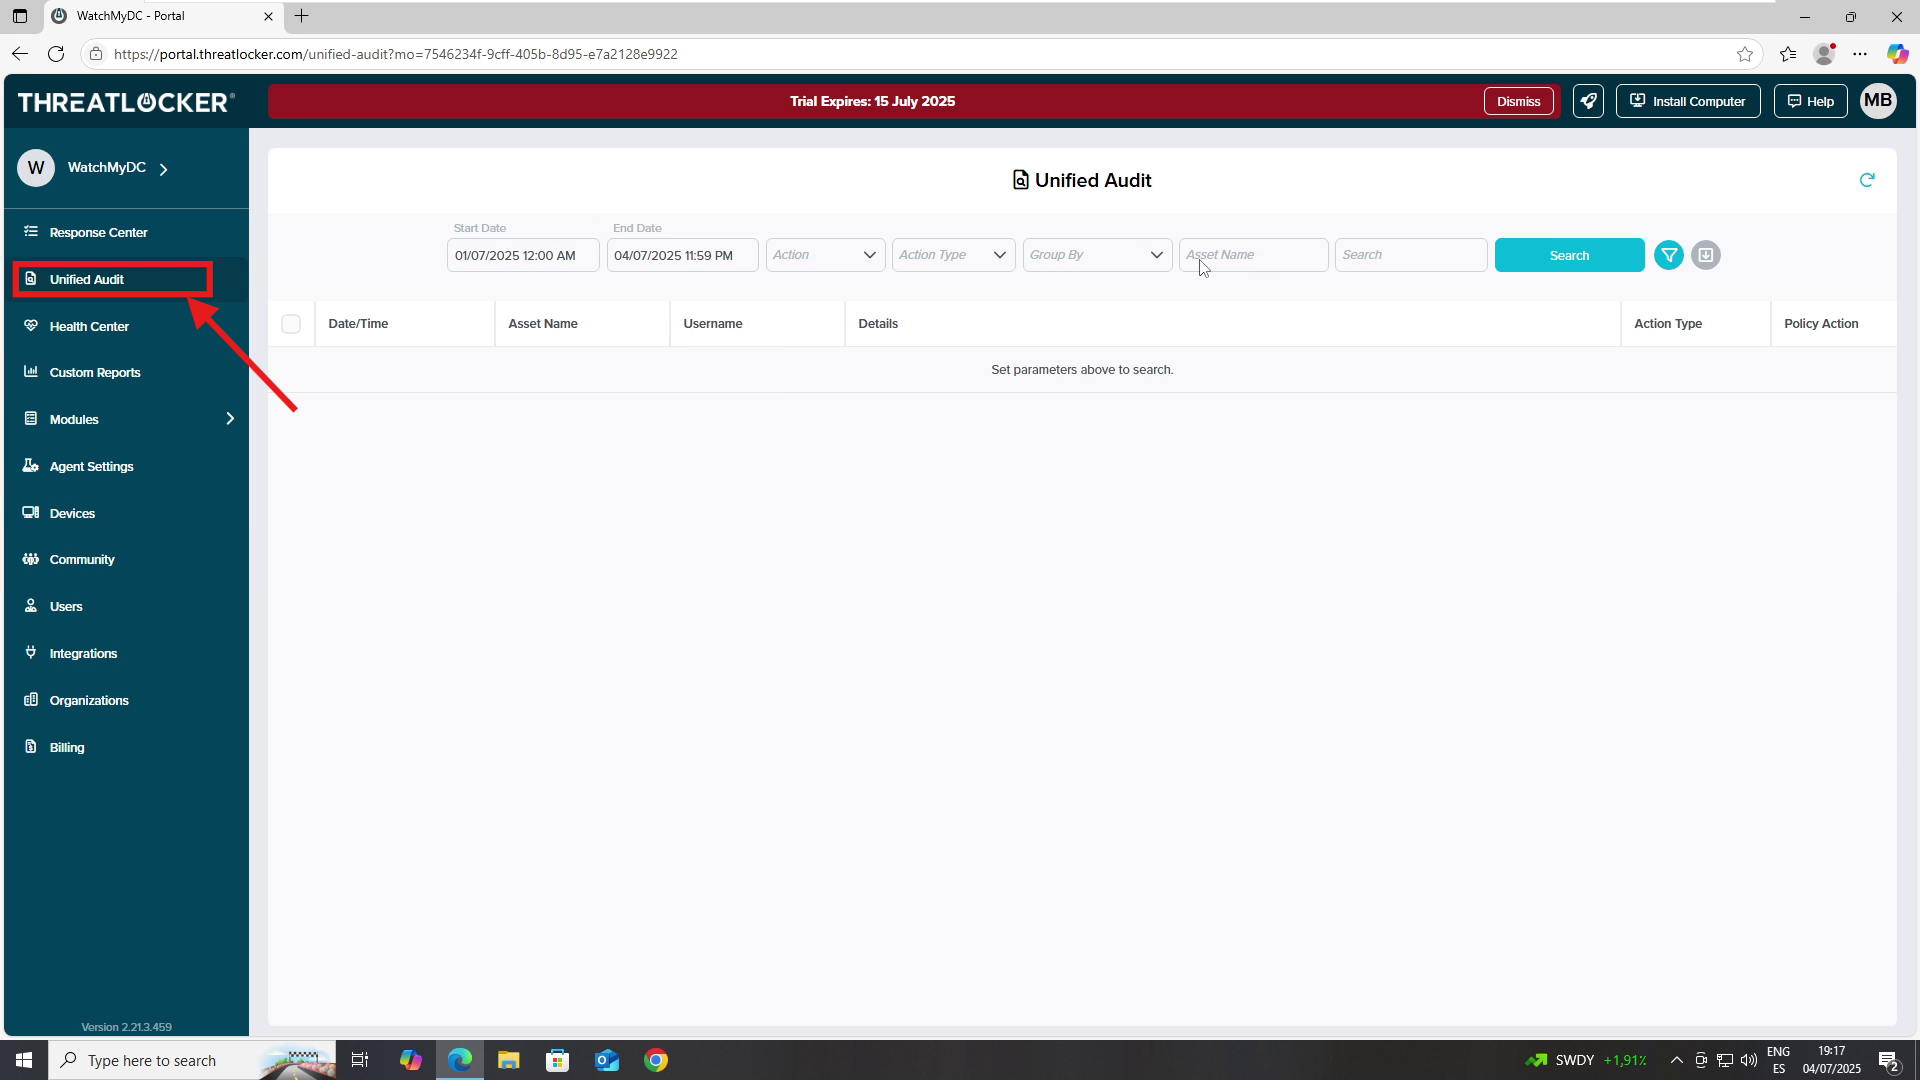 WatchMyDC - Portal
https://portal.threatlocker.com/unified-audit?mo=7546234f-9cff-405b-8d95-e7a2128e9922
THREATLOCKER
Trial Expires: 15 July 2025
Dismiss
Install Computer
Help
MB
W
WatchMyDC
Response Center
Unified Audit
Health Center
Custom Reports
Modules
Agent Settings
Devices
Community
Users
Integrations
Organizations
Billing
Version 2.21.3.459
Unified Audit
Start Date
End Date
01/07/2025 12:00 AM
04/07/2025 11:59 PM
Action
Action Type
Group By
Asset Name
Search
Search
Date/Time
Asset Name
Username
Details
Action Type
Policy Action
Set parameters above to search.
Type here to search
SWDY +1,91%
ENG
ES
19:17
04/07/2025
2